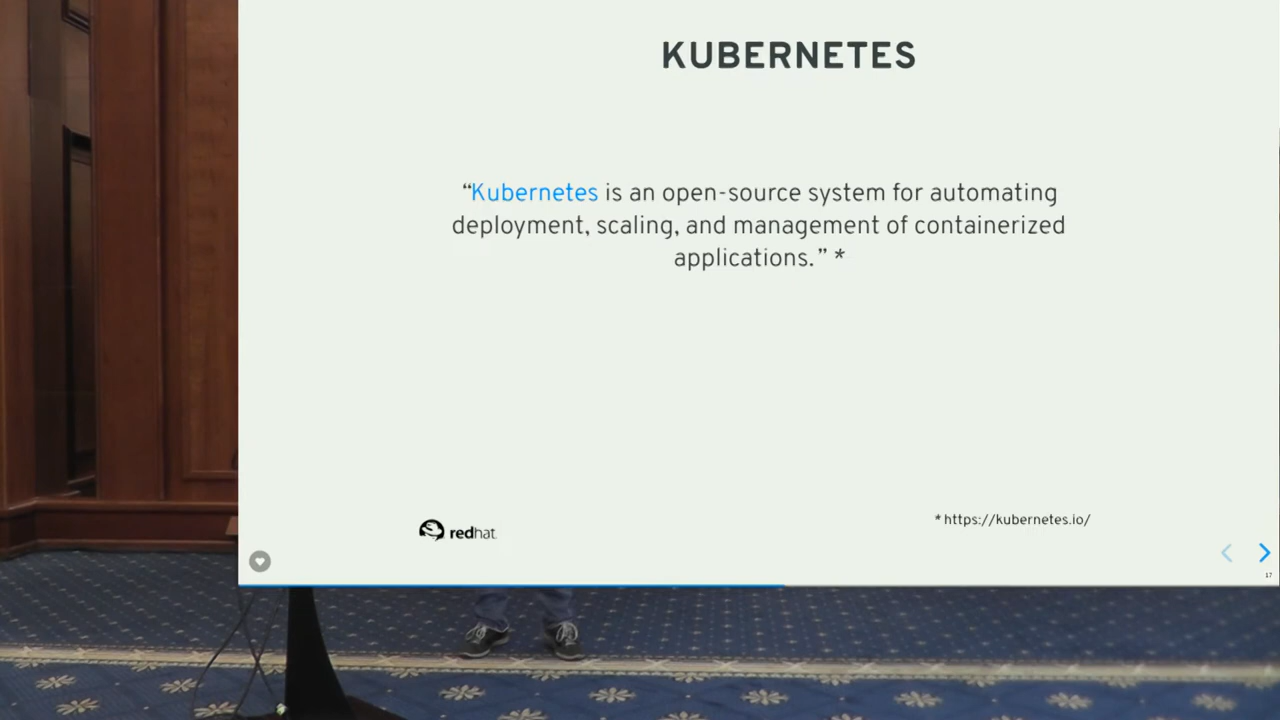 KUBERNETES
“Kubernetes is an open-source system for automating
deployment, scaling, and management of containerized
applications.” *
redhat.
* https://kubernetes.io/
17